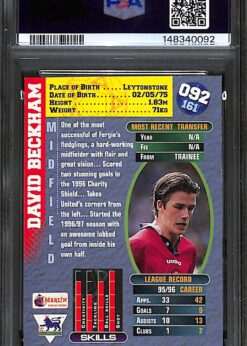 PSA
148340092
PLACE OF BIRTH LEYTONSTONE
DATE OF BIRTH 02/05/75
HEIGHT 1.83M
WEIGHT 71KG
092
161
DAVID BECKHAM
MIDFIELD
One of the most
successful of Fergie's
fledglings, a hard-working
midfielder with flair and
great vision... Scored
two stunning goals in
the 1996 Charity
Shield... Takes
United's corners from
the left... Started the
1996/97 season with
an awesome lobbed
goal from inside his
own half.
MOST RECENT TRANSFER
YEAR N/A
FEE N/A
FROM TRAINEE
LEAGUE RECORD
95/96 CAREER
APPS. 33 42
GOALS 7
ASSISTS 10 13
CLUBS 1
MERLIN
SKILLS